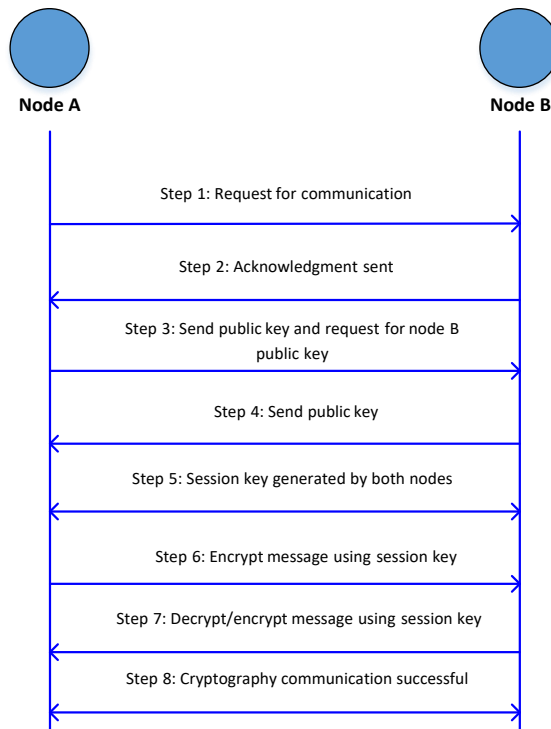 Node A
Node B
Step 1: Request for communication
Step 2: Acknowledgment sent
Step 3: Send public key and request for node B
public key
Step 4: Send public key
Step 5: Session key generated by both nodes
Step 6: Encrypt message using session key
Step 7: Decrypt/encrypt message using session key
Step 8: Cryptography communication successful